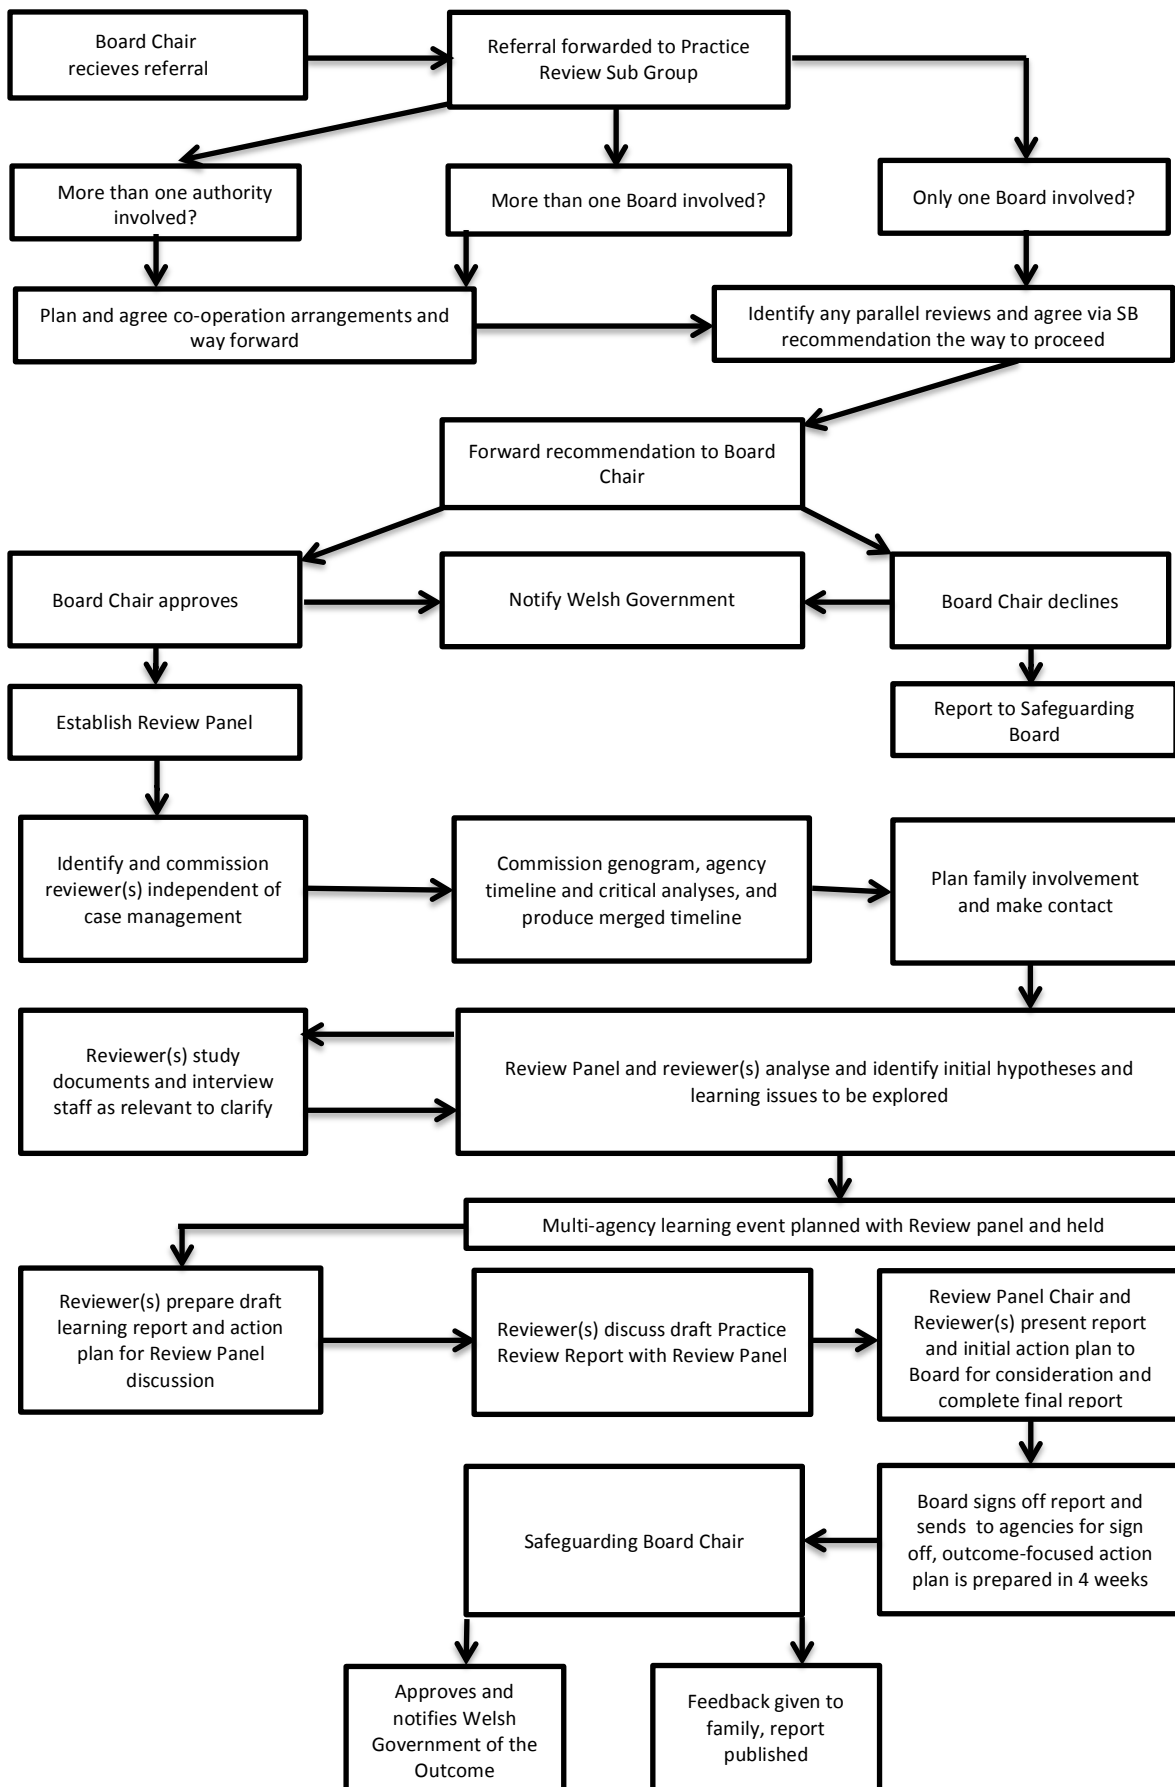 Board Chair
recieves referral
Referral forwarded to Practice
Review Sub Group
More than one authority
involved?
More than one Board involved?
Only one Board involved?
Plan and agree co-operation arrangements and
way forward
Identify any parallel reviews and agree via SB
recommendation the way to proceed
Forward recommendation to Board
Chair
Board Chair approves
Notify Welsh Government
Board Chair declines
Establish Review Panel
Report to Safeguarding
Board
Identify and commission
reviewer(s) independent of
case management
Commission genogram, agency
timeline and critical analyses, and
produce merged timeline
Plan family involvement
and make contact
Reviewer(s) study
documents and interview
staff as relevant to clarify
Review Panel and reviewer(s) analyse and identify initial hypotheses and
learning issues to be explored
Multi-agency learning event planned with Review panel and held
Reviewer(s) prepare draft
learning report and action
plan for Review Panel
discussion
Reviewer(s) discuss draft Practice
Review Report with Review Panel
Review Panel Chair and
Reviewer(s) present report
and initial action plan to
Board for consideration and
complete final report
Safeguarding Board Chair
Board signs off report and
sends to agencies for sign
off, outcome-focused action
plan is prepared in 4 weeks
Approves and
notifies Welsh
Government of the
Outcome
Feedback given to
family, report
published